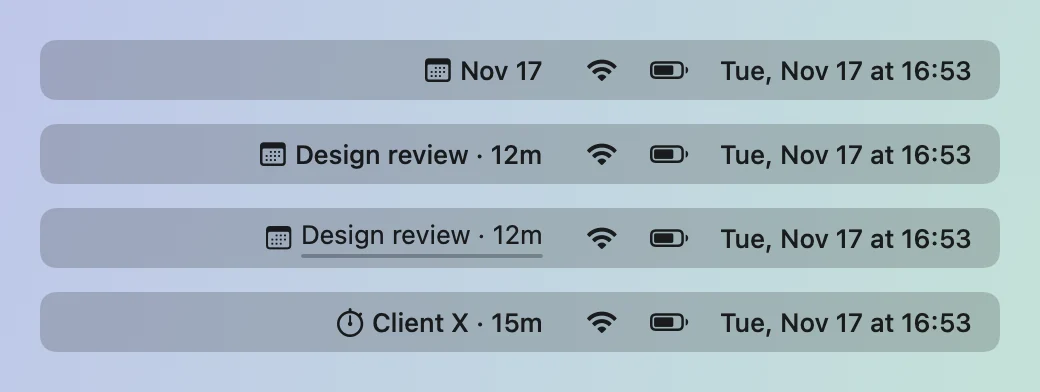 Nov 17 Tue, Nov 17 at 16:53
Design review · 12m Tue, Nov 17 at 16:53
Design review · 12m Tue, Nov 17 at 16:53
Client X · 15m Tue, Nov 17 at 16:53